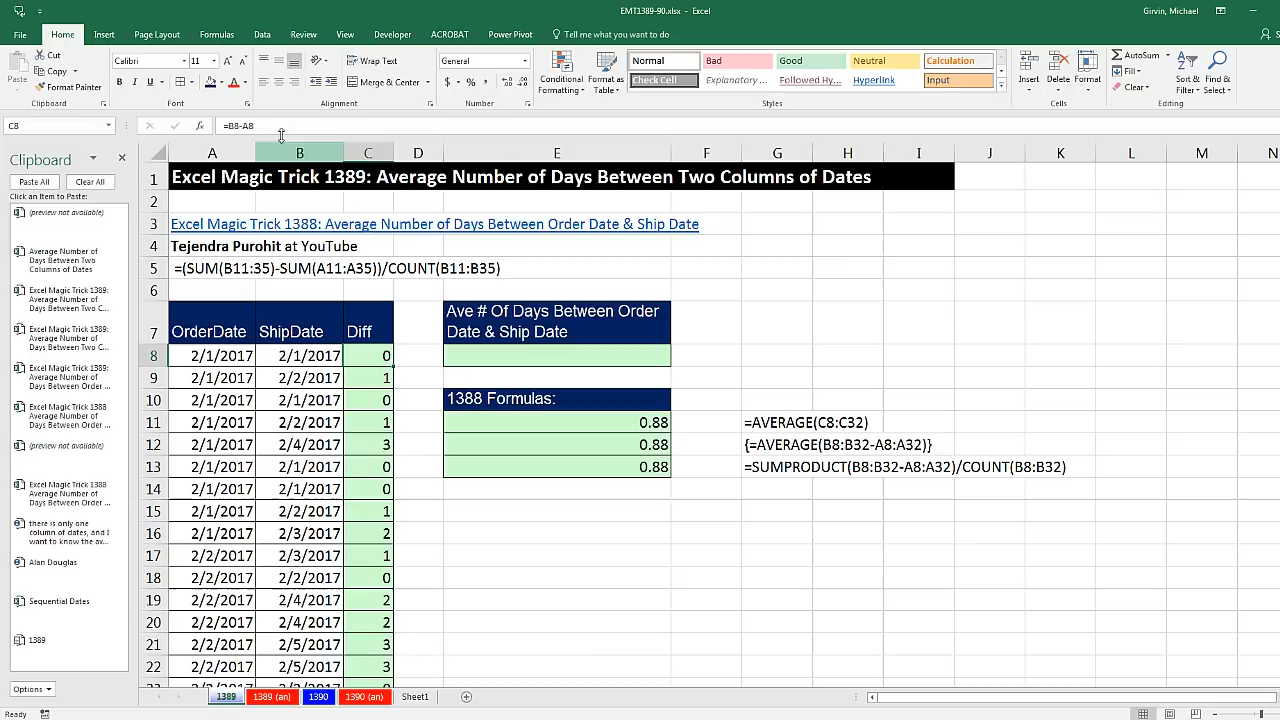 EMT1389-90.xlsx - Excel
Girvin, Michael
File Home Insert Page Layout Formulas Data Review View Developer ACROBAT Power Pivot Tell me what you want to do
Cut
Copy
Format Painter
Paste
Clipboard
Calibri 11
B I U
Font
Wrap Text
Merge & Center
Alignment
General
$ % ,
Number
Conditional Formatting
Format as Table
Normal Bad Good Neutral Calculation
Check Cell Explanatory ... Followed Hy... Hyperlink Input
Styles
Insert Delete Format
Cells
AutoSum
Fill
Clear
Sort & Filter
Find & Select
Editing
C8 fx =B8-A8
Clipboard
Paste All Clear All
Click an Item to Paste:
(preview not available)
Average Number of
Days Between Two
Columns of Dates
Excel Magic Trick 1389:
Average Number of
Days Between Two C...
Excel Magic Trick 1389:
Average Number of
Days Between Two C...
Excel Magic Trick 1389:
Average Number of
Days Between Order ...
Excel Magic Trick 1388
Average Number of
Days Between Order ...
(preview not available)
Excel Magic Trick 1388
Average Number of
Days Between Order ...
there is only one
column of dates, and I
want to know the av...
Alan Douglas
Sequential Dates
1389
Options
A B C D E F G H I J K L M N
1 Excel Magic Trick 1389: Average Number of Days Between Two Columns of Dates
2
3 Excel Magic Trick 1388: Average Number of Days Between Order Date & Ship Date
4 Tejendra Purohit at YouTube
5 =(SUM(B11:35)-SUM(A11:A35))/COUNT(B11:B35)
6
7 OrderDate ShipDate Diff Ave # Of Days Between Order
Date & Ship Date
8 2/1/2017 2/1/2017 0
9 2/1/2017 2/2/2017 1
10 2/1/2017 2/1/2017 0 1388 Formulas:
11 2/1/2017 2/2/2017 1 0.88 =AVERAGE(C8:C32)
12 2/1/2017 2/4/2017 3 0.88 {=AVERAGE(B8:B32-A8:A32)}
13 2/1/2017 2/1/2017 0 0.88 =SUMPRODUCT(B8:B32-A8:A32)/COUNT(B8:B32)
14 2/1/2017 2/1/2017 0
15 2/1/2017 2/2/2017 1
16 2/1/2017 2/3/2017 2
17 2/2/2017 2/3/2017 1
18 2/2/2017 2/2/2017 0
19 2/2/2017 2/4/2017 2
20 2/2/2017 2/4/2017 2
21 2/2/2017 2/5/2017 3
22 2/2/2017 2/5/2017 3
1389 1389 (an) 1390 1390 (an) Sheet1
Ready